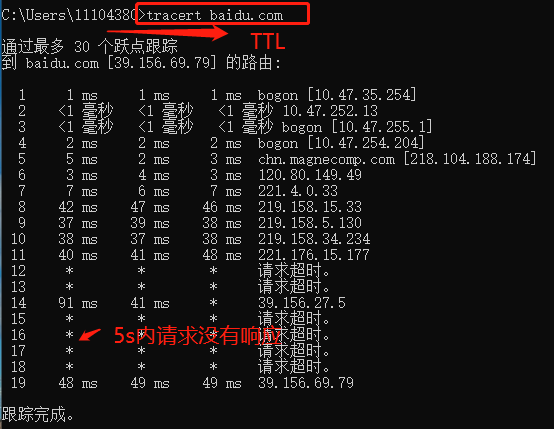 C:\Users\11104380>tracert baidu.com
TTL
通过最多 30 个跃点跟踪
到 baidu.com [39.156.69.79] 的路由:
1 1 ms 1 ms 1 ms bogon [10.47.35.254]
2 <1 毫秒 <1 毫秒 <1 毫秒 10.47.252.13
3 <1 毫秒 <1 毫秒 <1 毫秒 bogon [10.47.255.1]
4 2 ms 2 ms 2 ms bogon [10.47.254.204]
5 5 ms 2 ms 3 ms chn.magnecomp.com [218.104.188.174]
6 3 ms 4 ms 3 ms 120.80.149.49
7 7 ms 6 ms 7 ms 221.4.0.33
8 42 ms 47 ms 46 ms 219.158.15.33
9 37 ms 39 ms 38 ms 219.158.5.130
10 38 ms 37 ms 38 ms 219.158.34.234
11 40 ms 41 ms 48 ms 221.176.15.177
12 * * * 请求超时。
13 * * * 请求超时。
14 91 ms 41 ms * 39.156.27.5
15 * * * 请求超时。
16 * * * 请求超时。
5s内请求没有响应
17 * * * 请求超时。
18 * * * 请求超时。
19 48 ms 49 ms 49 ms 39.156.69.79
跟踪完成。